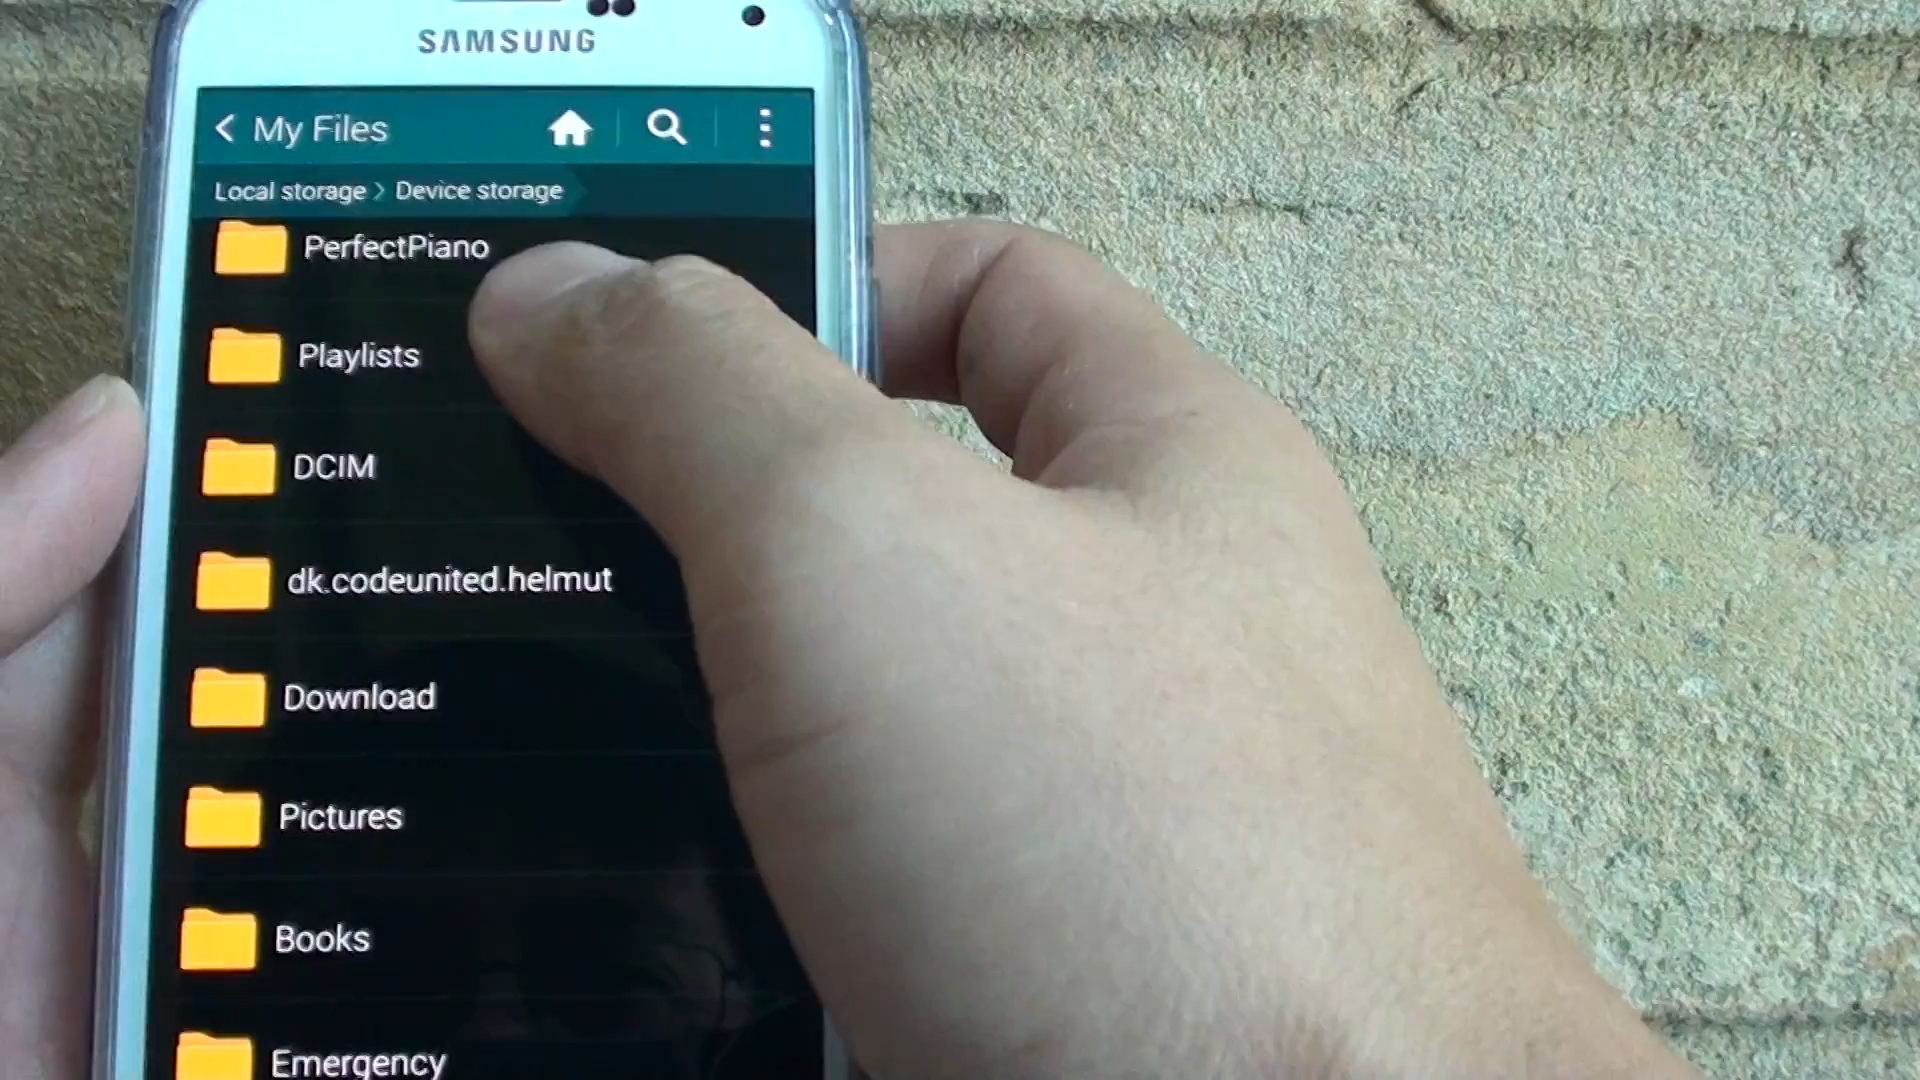 SAMSUNG
My Files
Local storage > Device storage
PerfectPiano
Playlists
DCIM
dk.codeunited.helmut
Download
Pictures
Books
Emergency